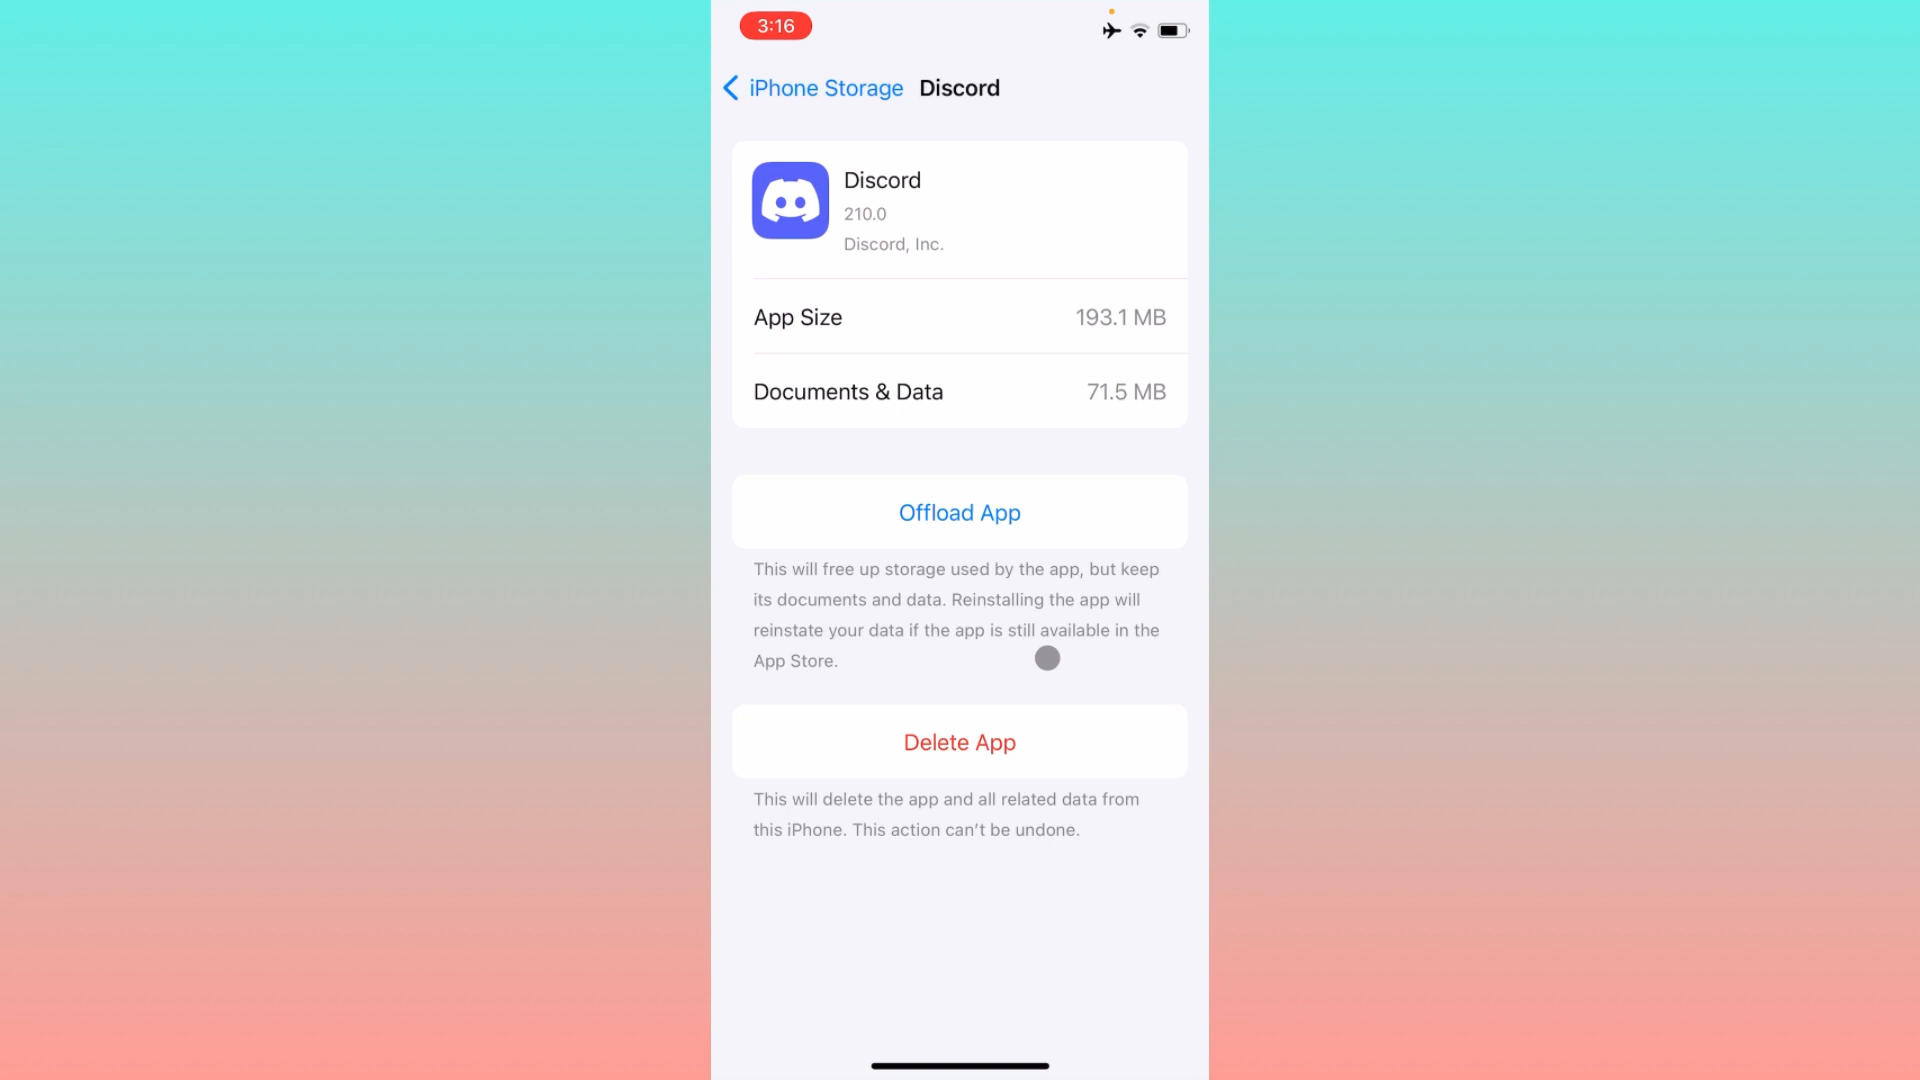 3:16
iPhone Storage Discord
Discord
210.0
Discord, Inc.
App Size 193.1 MB
Documents & Data 71.5 MB
Offload App
This will free up storage used by the app, but keep
its documents and data. Reinstalling the app will
reinstate your data if the app is still available in the
App Store.
Delete App
This will delete the app and all related data from
this iPhone. This action can’t be undone.